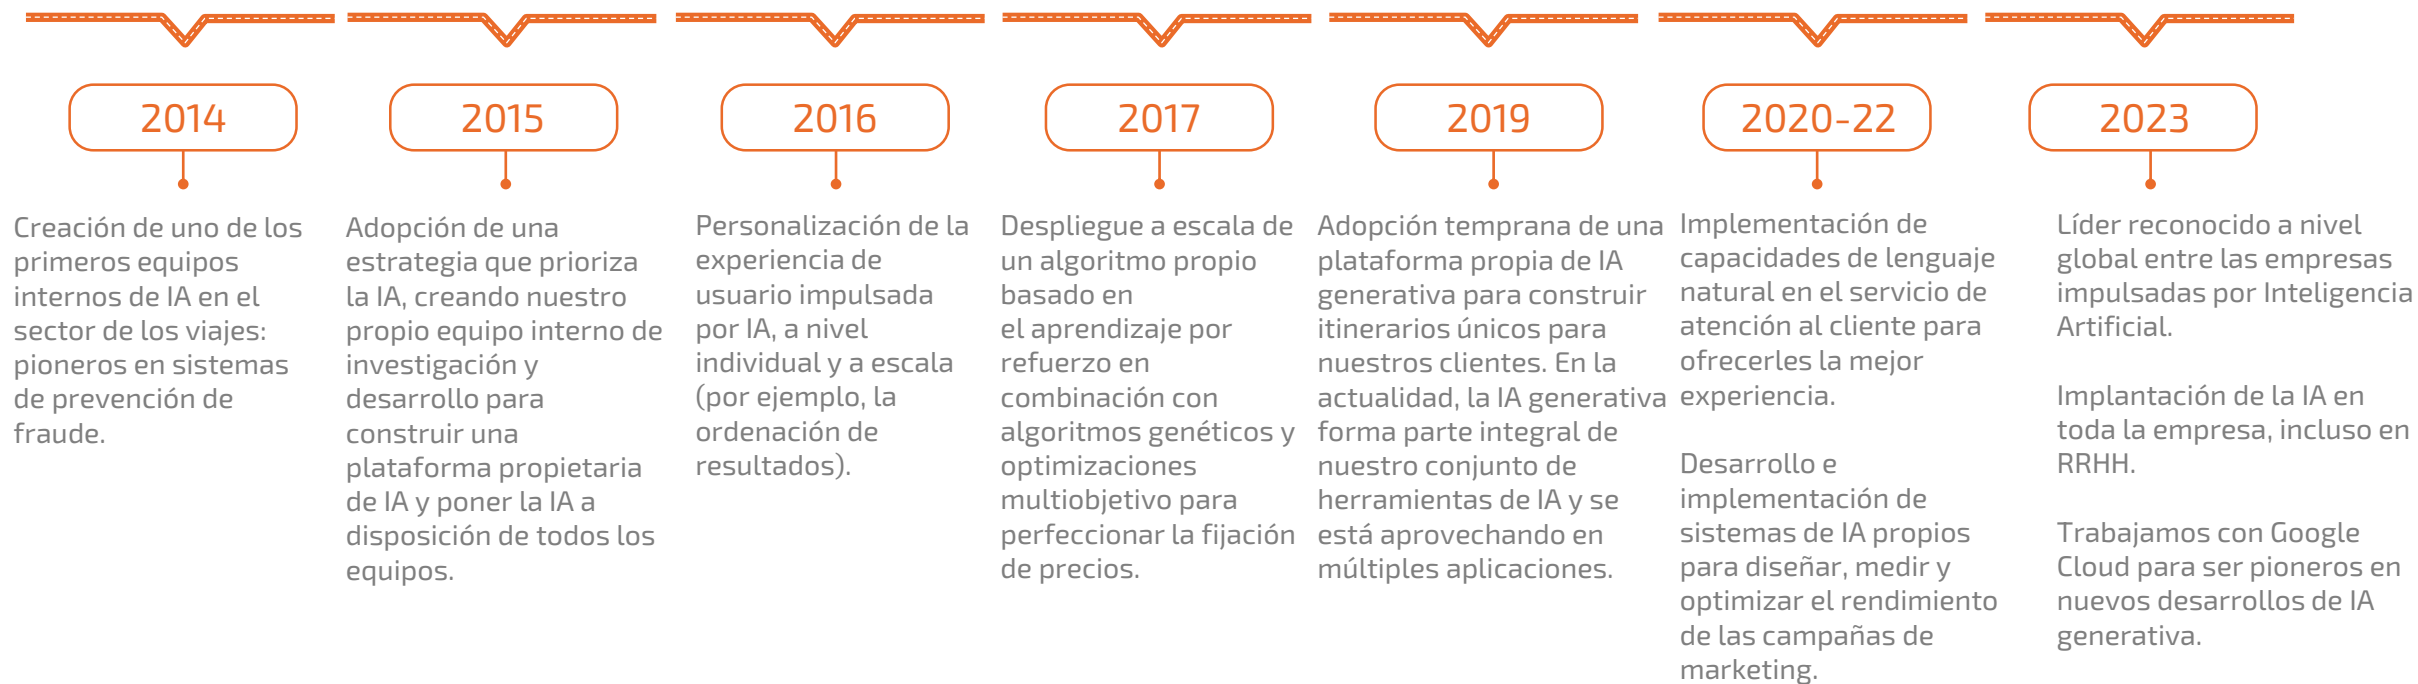 2014
Creación de uno de los
primeros equipos
internos de IA en el
sector de los viajes:
pioneros en sistemas
de prevención de
fraude.
2015
Adopción de una
estrategia que prioriza
la IA, creando nuestro
propio equipo interno de
investigación y
desarrollo para
construir una
plataforma propietaria
de IA y poner la IA a
disposición de todos los
equipos.
2016
Personalización de la
experiencia de
usuario impulsada
por IA, a nivel
individual y a escala
(por ejemplo, la
ordenación de
resultados).
2017
Despliegue a escala de
un algoritmo propio
basado en
el aprendizaje por
refuerzo en
combinación con
algoritmos genéticos y
optimizaciones
multiobjetivo para
perfeccionar la fijación
de precios.
2019
Adopción temprana de una
plataforma propia de IA
generativa para construir
itinerarios únicos para
nuestros clientes. En la
actualidad, la IA generativa
forma parte integral de
nuestro conjunto de
herramientas de IA y se
está aprovechando en
múltiples aplicaciones.
2020-22
Implementación de
capacidades de lenguaje
natural en el servicio de
atención al cliente para
ofrecerles la mejor
experiencia.
Desarrollo e
implementación de
sistemas de IA propios
para diseñar, medir y
optimizar el rendimiento
de las campañas de
marketing.
2023
Líder reconocido a nivel
global entre las empresas
impulsadas por Inteligencia
Artificial.
Implantación de la IA en
toda la empresa, incluso en
RRHH.
Trabajamos con Google
Cloud para ser pioneros en
nuevos desarrollos de IA
generativa.